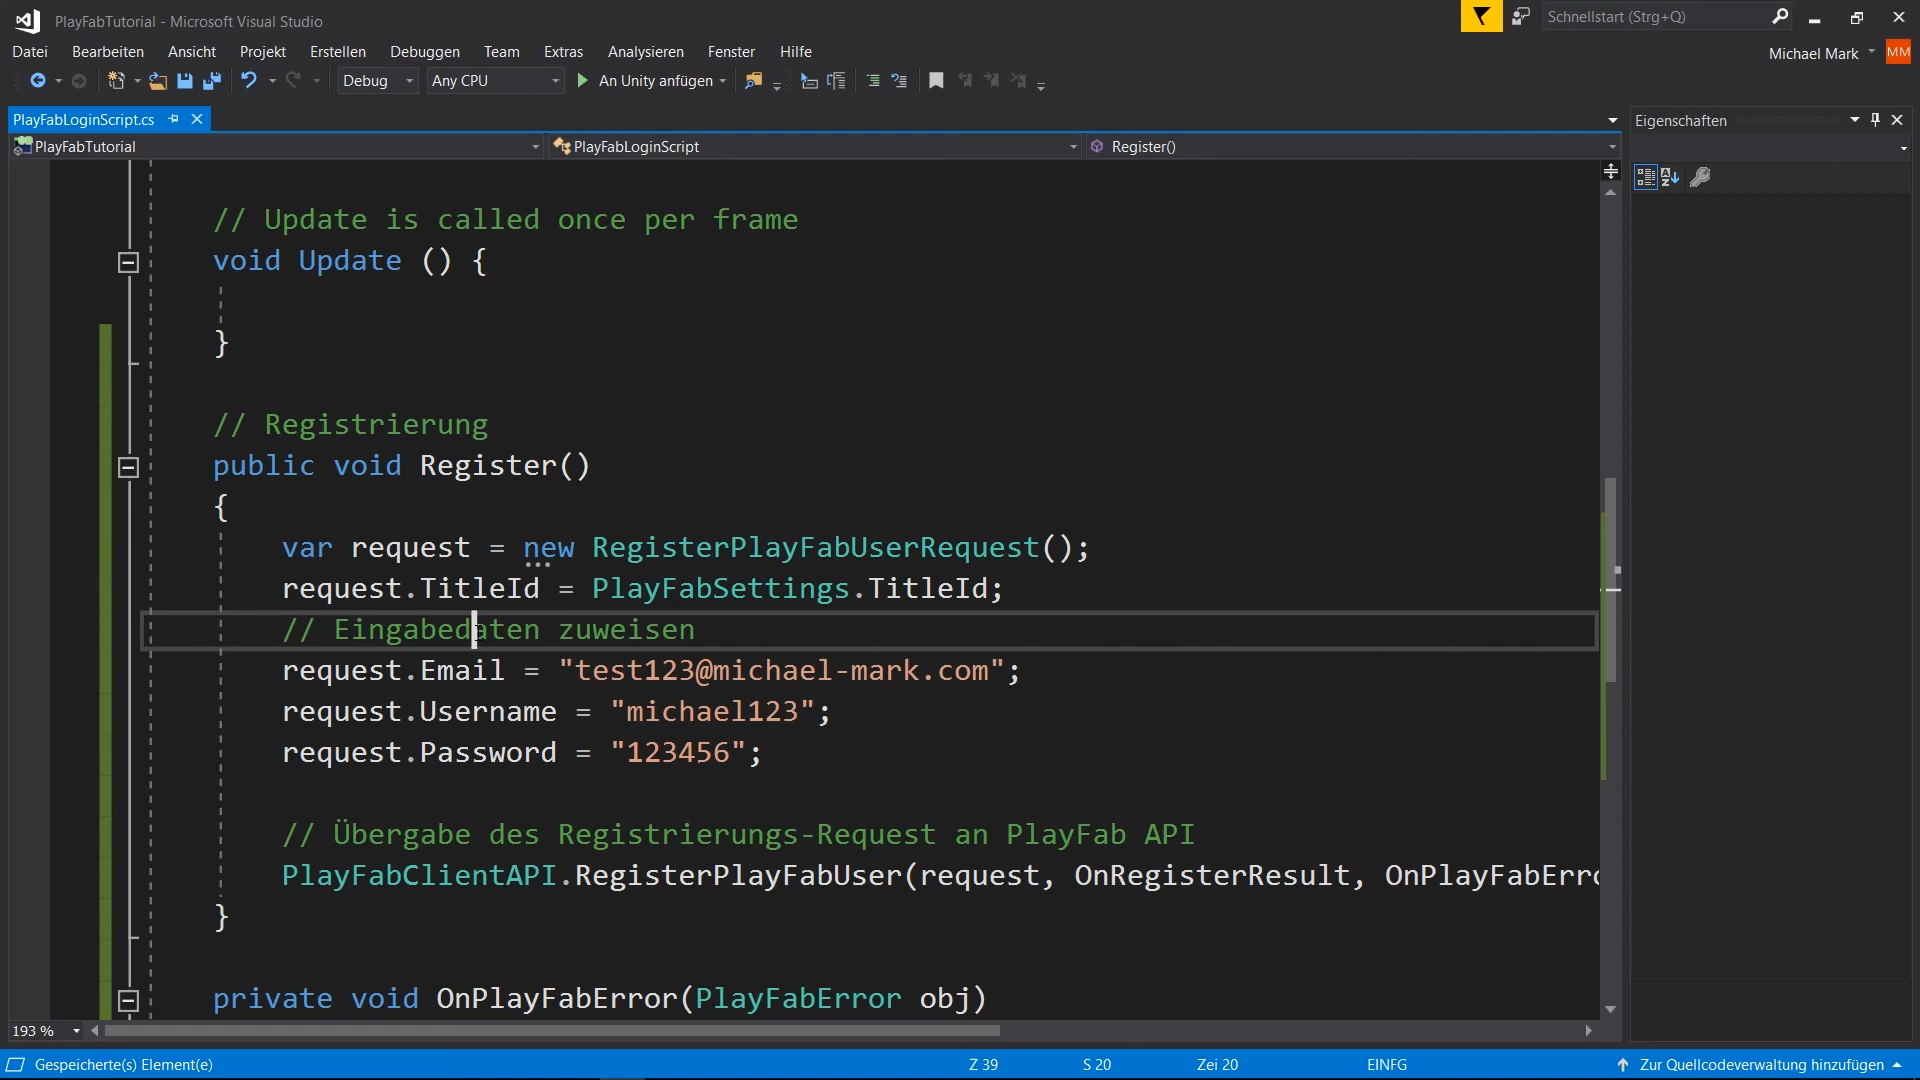 PlayFabTutorial - Microsoft Visual Studio
Schnellstart (Strg+Q)
Datei Bearbeiten Ansicht Projekt Erstellen Debuggen Team Extras Analysieren Fenster Hilfe
Michael Mark MM
Debug Any CPU An Unity anfügen
PlayFabLoginScript.cs
Eigenschaften
PlayFabTutorial PlayFabLoginScript Register()
// Update is called once per frame
void Update () {
}
// Registrierung
public void Register()
{
var request = new RegisterPlayFabUserRequest();
request.TitleId = PlayFabSettings.TitleId;
// Eingabedaten zuweisen
request.Email = "test123@michael-mark.com";
request.Username = "michael123";
request.Password = "123456";
// Übergabe des Registrierungs-Request an PlayFab API
PlayFabClientAPI.RegisterPlayFabUser(request, OnRegisterResult, OnPlayFabErro
}
private void OnPlayFabError(PlayFabError obj)
193 %
Gespeicherte(s) Element(e) Z 39 S 20 Zei 20 EINFG Zur Quellcodeverwaltung hinzufügen